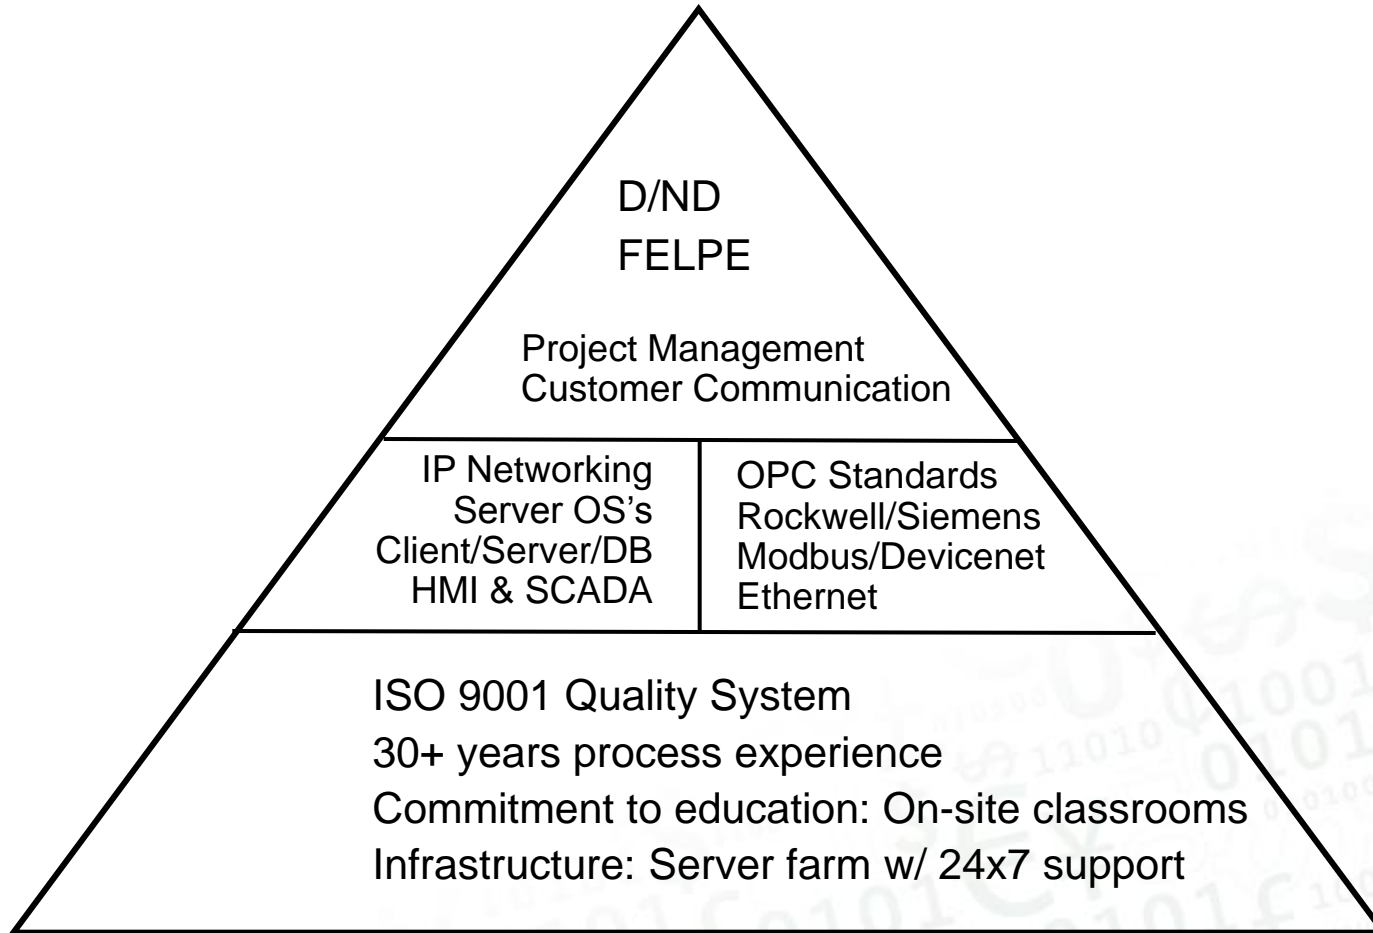 D/ND
FELPE
Project Management
Customer Communication
IP Networking
Server OS’s
Client/Server/DB
HMI & SCADA
OPC Standards
Rockwell/Siemens
Modbus/Devicenet
Ethernet
ISO 9001 Quality System
30+ years process experience
Commitment to education: On-site classrooms
Infrastructure: Server farm w/ 24x7 support